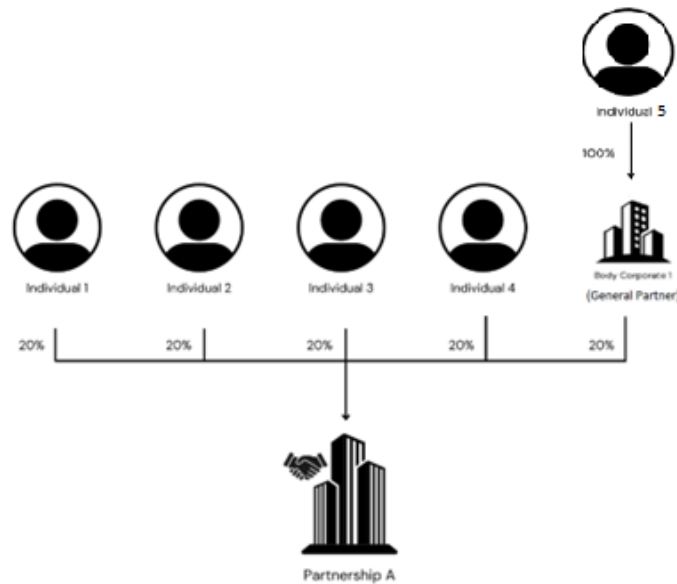 Individual 5
100%
Individual 1
Individual 2
Individual 3
Individual 4
Body Corporate 1
(General Partner)
20%
20%
20%
20%
20%
Partnership A